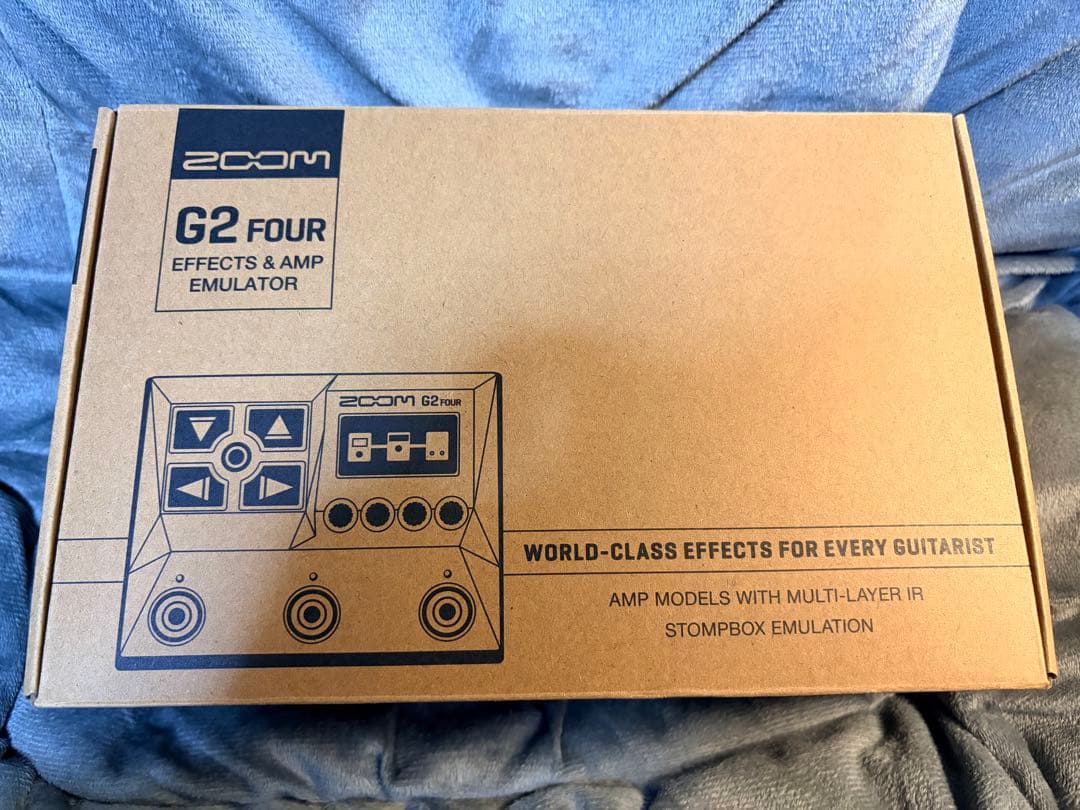 ZOOM
G2 FOUR
EFFECTS & AMP
EMULATOR
ZOOM G2 FOUR
WORLD-CLASS EFFECTS FOR EVERY GUITARIST
AMP MODELS WITH MULTI-LAYER IR
STOMPBOX EMULATION